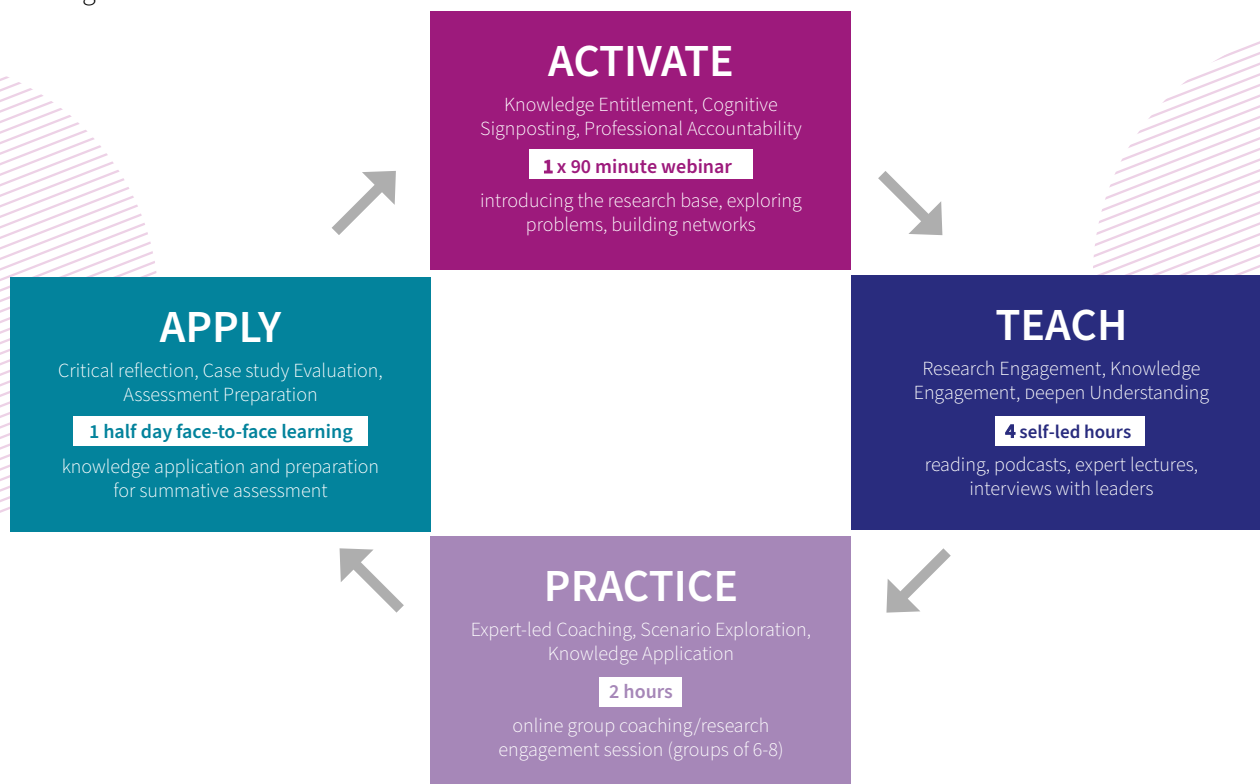 ACTIVATE
Knowledge Entitlement, Cognitive
Signposting, Professional Accountability
1 x 90 minute webinar
introducing the research base, exploring
problems, building networks
APPLY
Critical reflection, Case study Evaluation,
Assessment Preparation
1 half day face-to-face learning
knowledge application and preparation
for summative assessment
TEACH
Research Engagement, Knowledge
Engagement, Deepen Understanding
4 self-led hours
reading, podcasts, expert lectures,
interviews with leaders
PRACTICE
Expert-led Coaching, Scenario Exploration,
Knowledge Application
2 hours
online group coaching/research
engagement session (groups of 6-8)